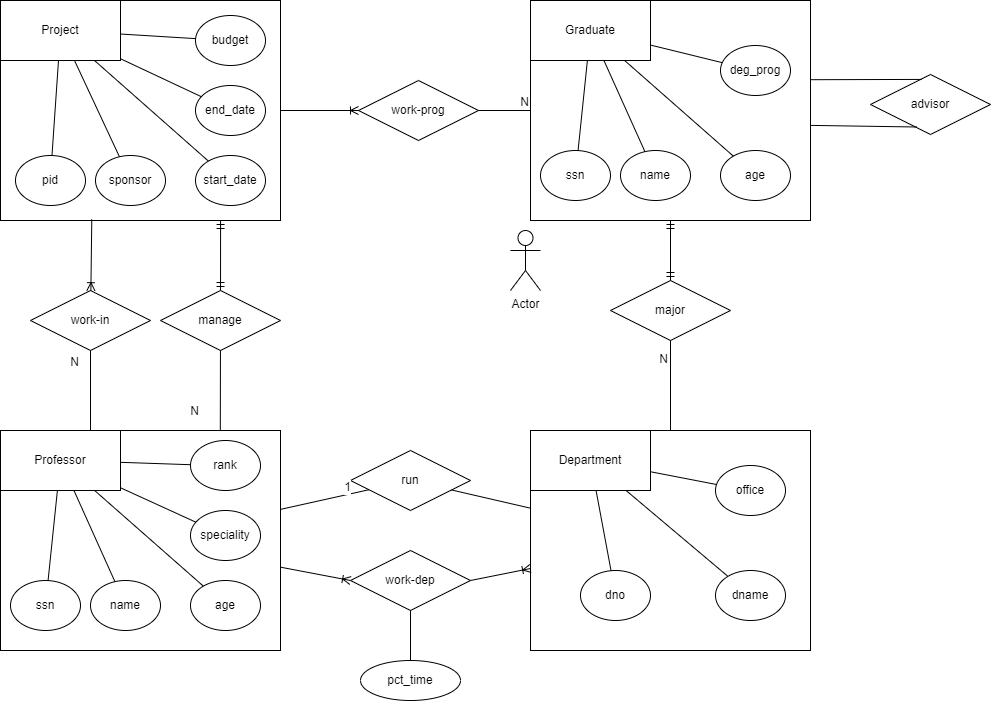 Project
budget
end_date
pid
sponsor
start_date
work-prog
N
Graduate
deg_prog
ssn
name
age
advisor
Actor
work-in
N
manage
N
major
N
Professor
rank
speciality
ssn
name
age
1
run
work-dep
pct_time
Department
office
dno
dname